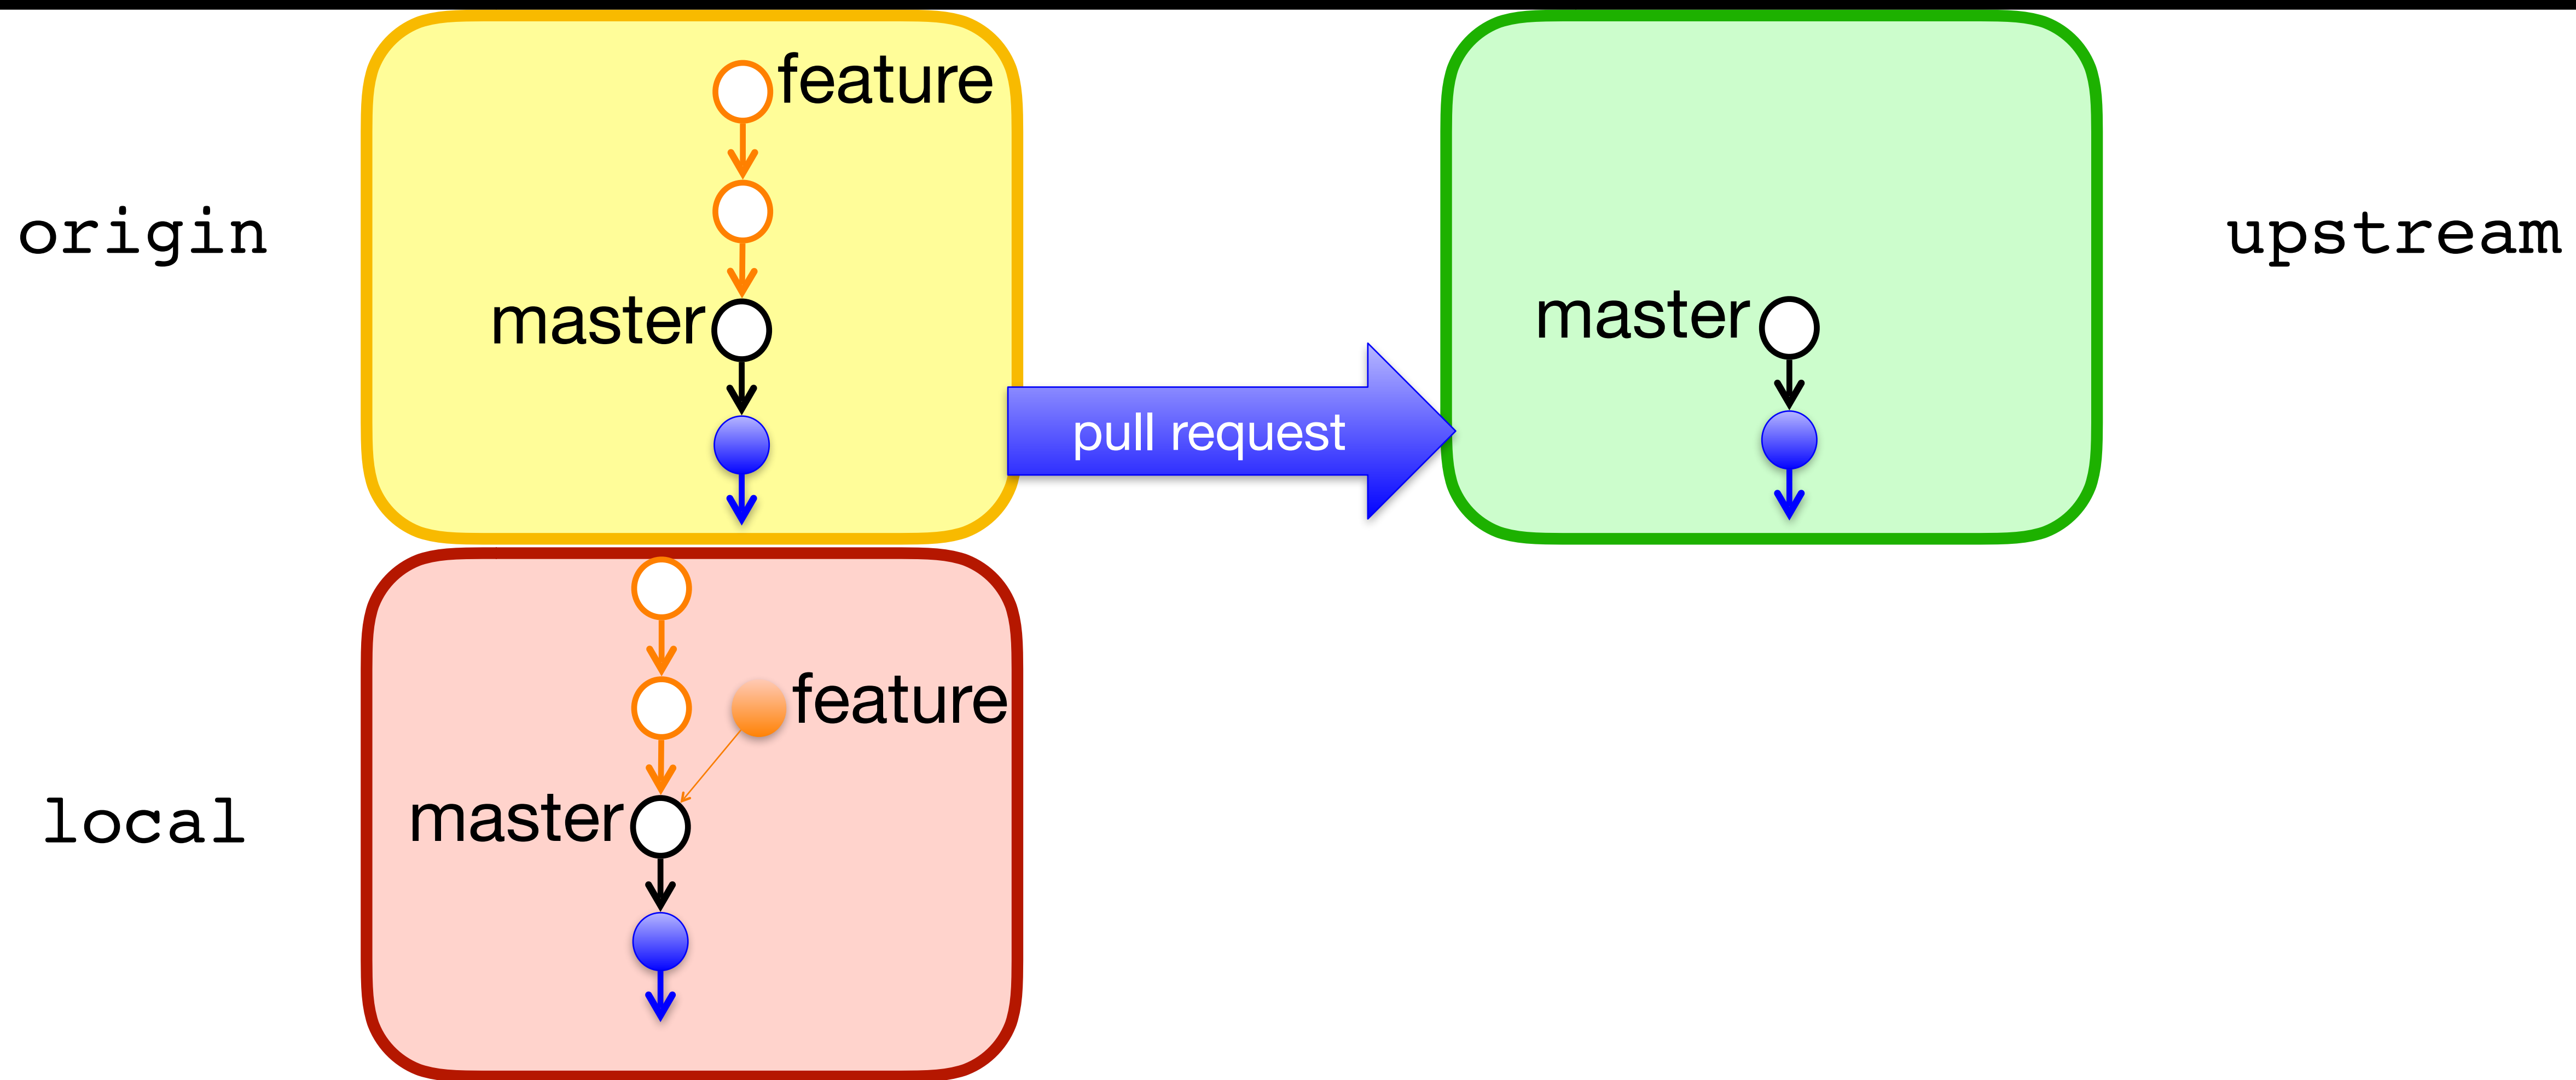 feature
origin
upstream
master
master
pull request
feature
local
master